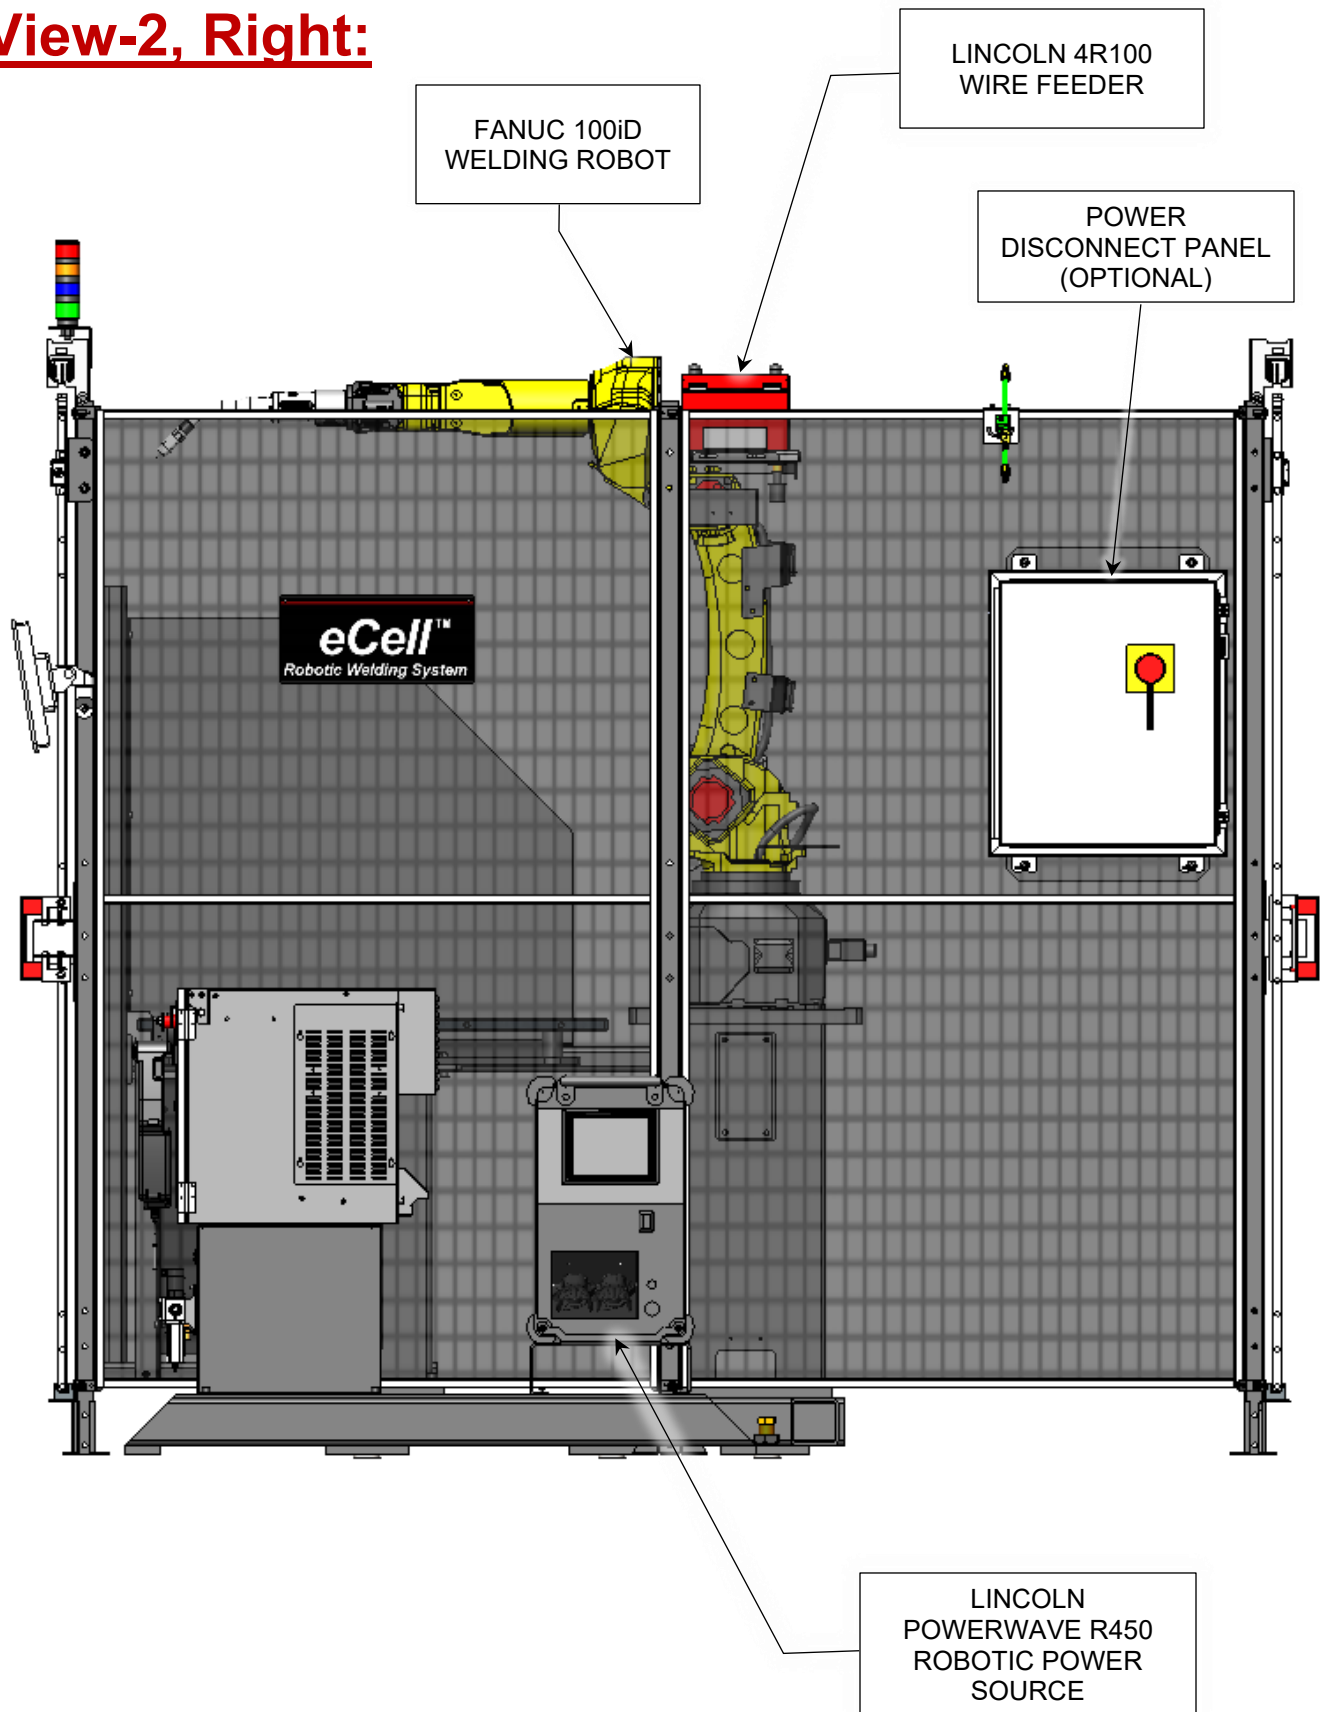 View-2, Right:
LINCOLN 4R100
WIRE FEEDER
FANUC 100iD
WELDING ROBOT
POWER
DISCONNECT PANEL
(OPTIONAL)
eCell™
Robotic Welding System
LINCOLN
POWERWAVE R450
ROBOTIC POWER
SOURCE